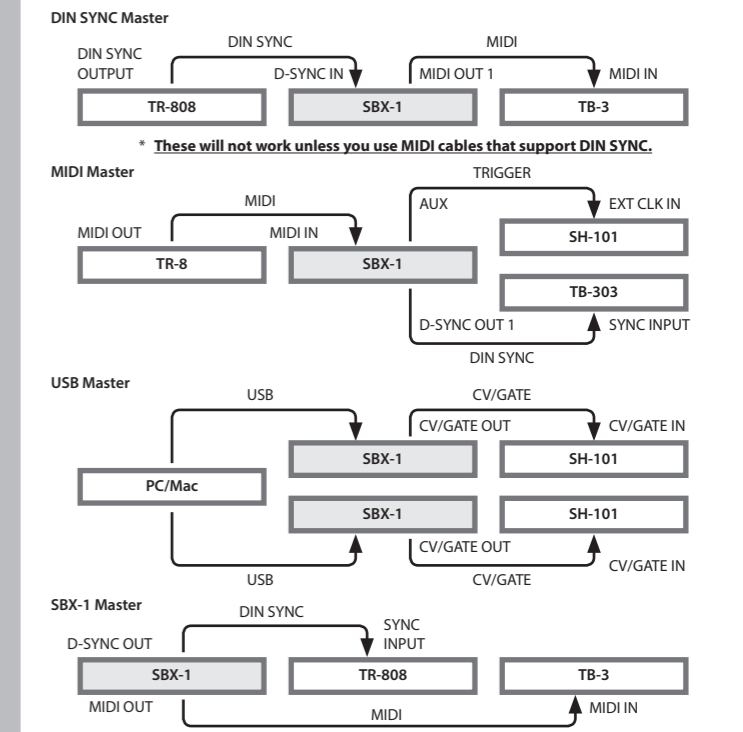 DIN SYNC Master
DIN SYNC
MIDI
DIN SYNC
OUTPUT
D-SYNC IN
MIDI OUT 1
MIDI IN
TR-808
SBX-1
TB-3
* These will not work unless you use MIDI cables that support DIN SYNC.
MIDI Master
TRIGGER
MIDI
AUX
EXT CLK IN
MIDI OUT
MIDI IN
SH-101
TR-8
SBX-1
TB-303
D-SYNC OUT 1
SYNC INPUT
DIN SYNC
USB Master
USB
CV/GATE
CV/GATE OUT
CV/GATE IN
SBX-1
SH-101
PC/Mac
SBX-1
SH-101
CV/GATE OUT
CV/GATE IN
USB
CV/GATE
SBX-1 Master
DIN SYNC
SYNC
INPUT
D-SYNC OUT
SBX-1
TR-808
TB-3
MIDI OUT
MIDI
MIDI IN